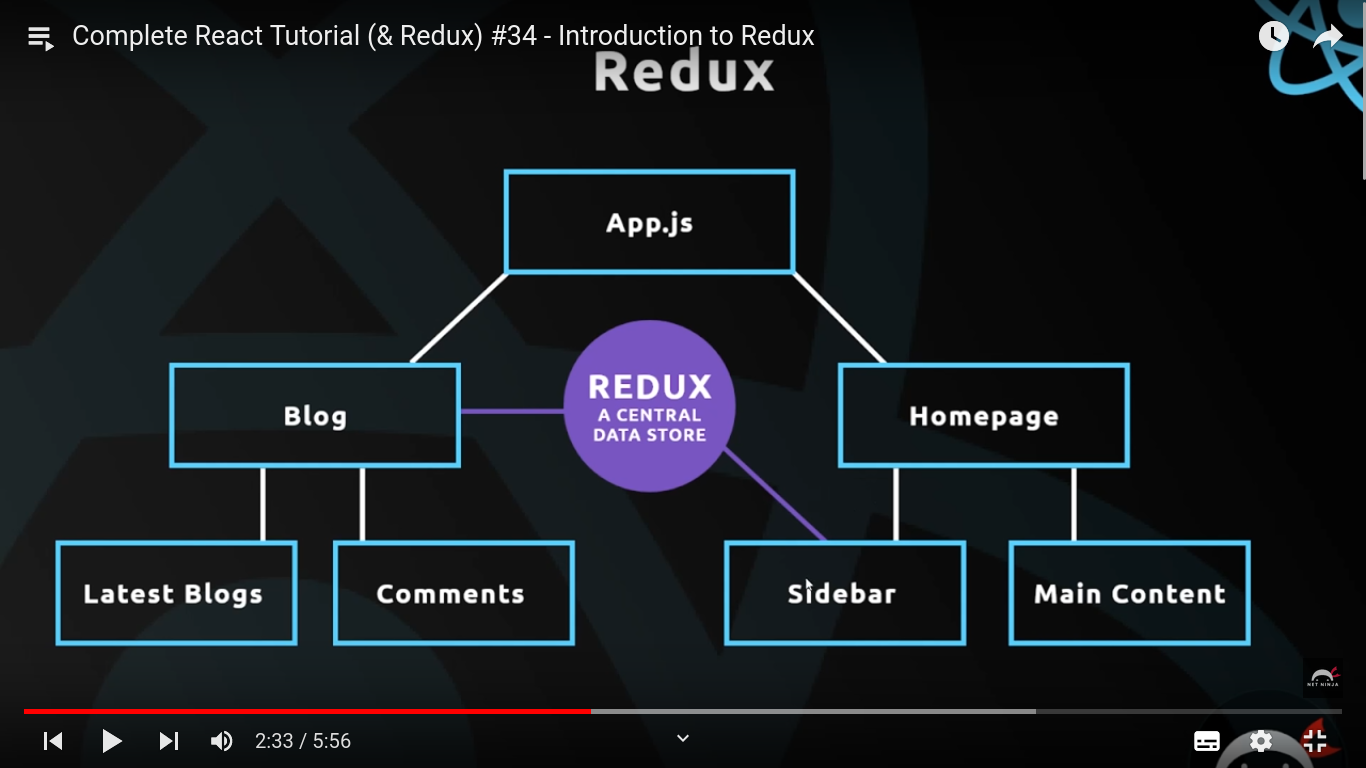 Complete React Tutorial (& Redux) #34 - Introduction to Redux
Redux
App.js
Blog
REDUX
A CENTRAL
DATA STORE
Homepage
Latest Blogs
Comments
Sidebar
Main Content
NET NINJA
2:33 / 5:56